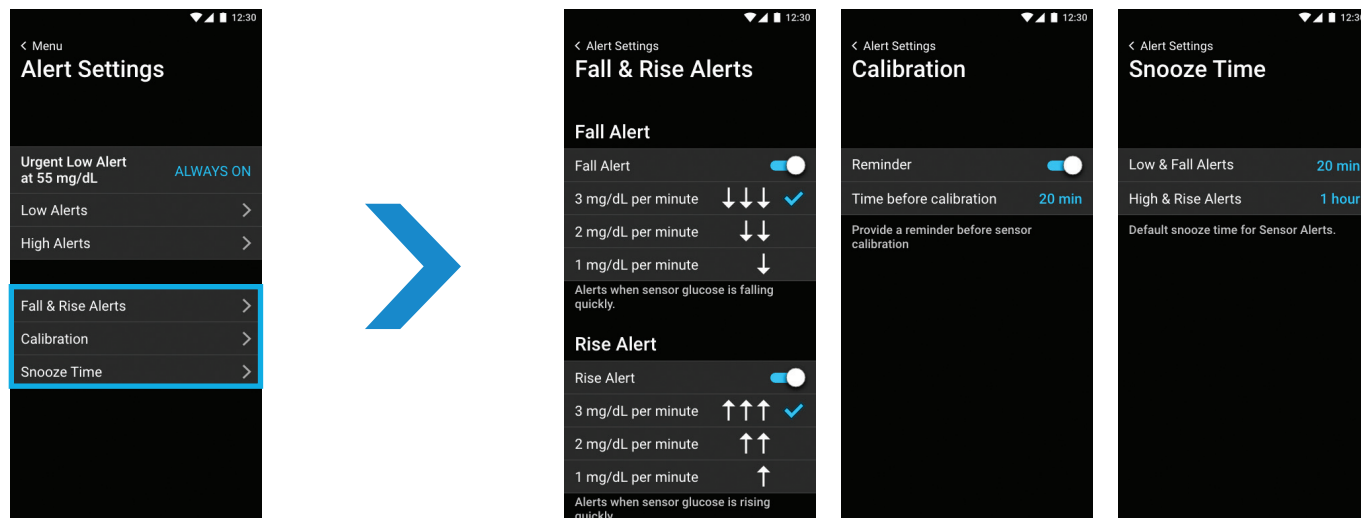 12:30
< Menu
Alert Settings
Urgent Low Alert
at 55 mg/dL
ALWAYS ON
Low Alerts
High Alerts
Fall & Rise Alerts
Calibration
Snooze Time
12:30
< Alert Settings
Fall & Rise Alerts
Fall Alert
Fall Alert
3 mg/dL per minute ↓↓↓ ✓
2 mg/dL per minute ↓↓
1 mg/dL per minute ↓
Alerts when sensor glucose is falling
quickly.
Rise Alert
Rise Alert
3 mg/dL per minute ↑↑↑ ✓
2 mg/dL per minute ↑↑
1 mg/dL per minute ↑
Alerts when sensor glucose is rising
quickly
12:30
< Alert Settings
Calibration
Reminder
Time before calibration 20 min
Provide a reminder before sensor
calibration
12:30
< Alert Settings
Snooze Time
Low & Fall Alerts 20 min
High & Rise Alerts 1 hour
Default snooze time for Sensor Alerts.